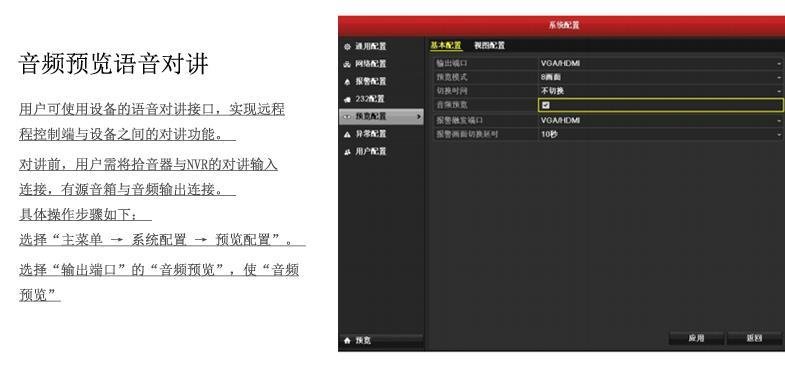 音频预览语音对讲
用户可使用设备的语音对讲接口，实现远程
程控制端与设备之间的对讲功能。
对讲前，用户需将拾音器与NVR的对讲输入
连接，有源音箱与音频输出连接。
具体操作步骤如下：
选择“主菜单 → 系统配置 → 预览配置”。
选择“输出端口”的“音频预览”，使“音频
预览”
系统配置
通用配置
网络配置
报警配置
232配置
预览配置
异常配置
用户配置
预览
基本配置 视图配置
输出端口 VGA/HDMI
预览模式 8画面
切换时间 不切换
音频预览
报警触发端口 VGA/HDMI
报警画面切换延时 10秒
应用 返回